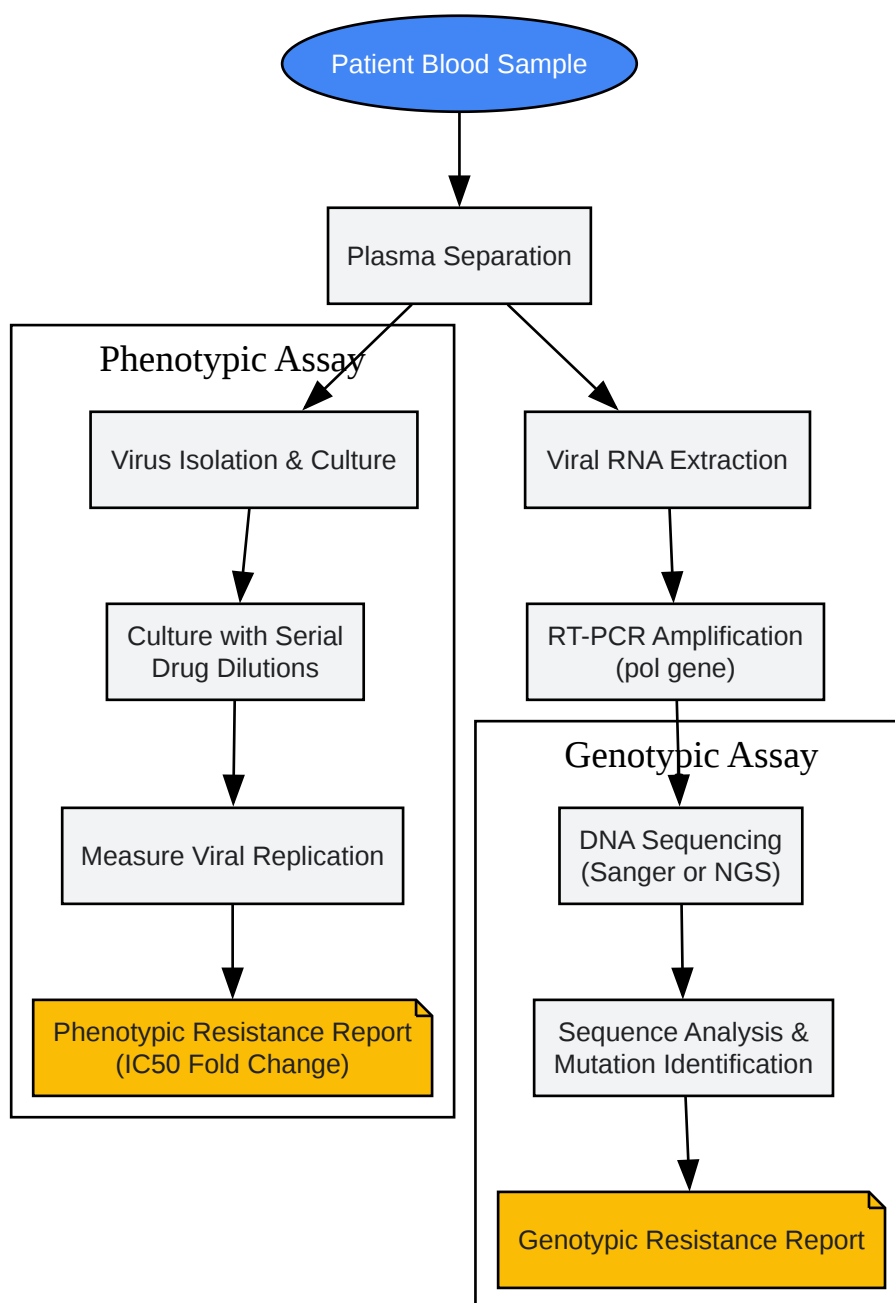 Patient Blood Sample
Plasma Separation
Phenotypic Assay
Virus Isolation & Culture
Culture with Serial
Drug Dilutions
Measure Viral Replication
Phenotypic Resistance Report
(IC50 Fold Change)
Viral RNA Extraction
RT-PCR Amplification
(pol gene)
Genotypic Assay
DNA Sequencing
(Sanger or NGS)
Sequence Analysis &
Mutation Identification
Genotypic Resistance Report